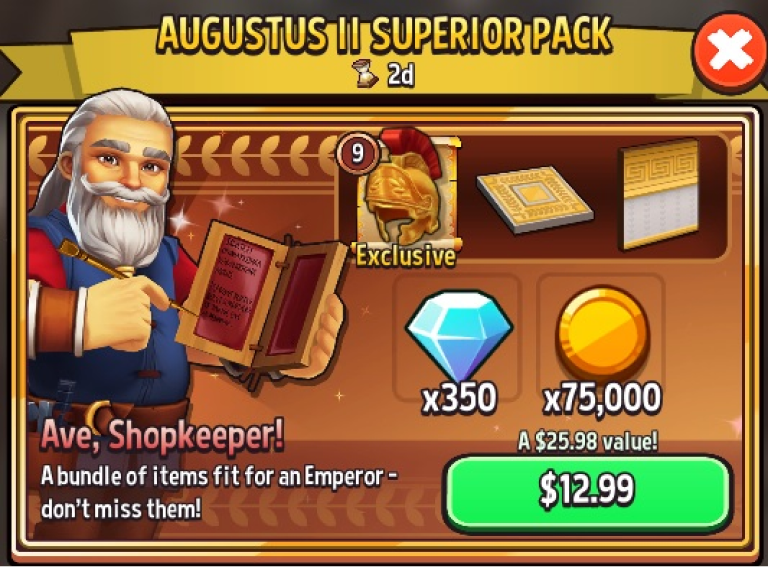 AUGUSTUS II SUPERIOR PACK
2d
9
Exclusive
x350
x75,000
Ave, Shopkeeper!
A bundle of items fit for an Emperor -
don't miss them!
A $25.98 value!
$12.99